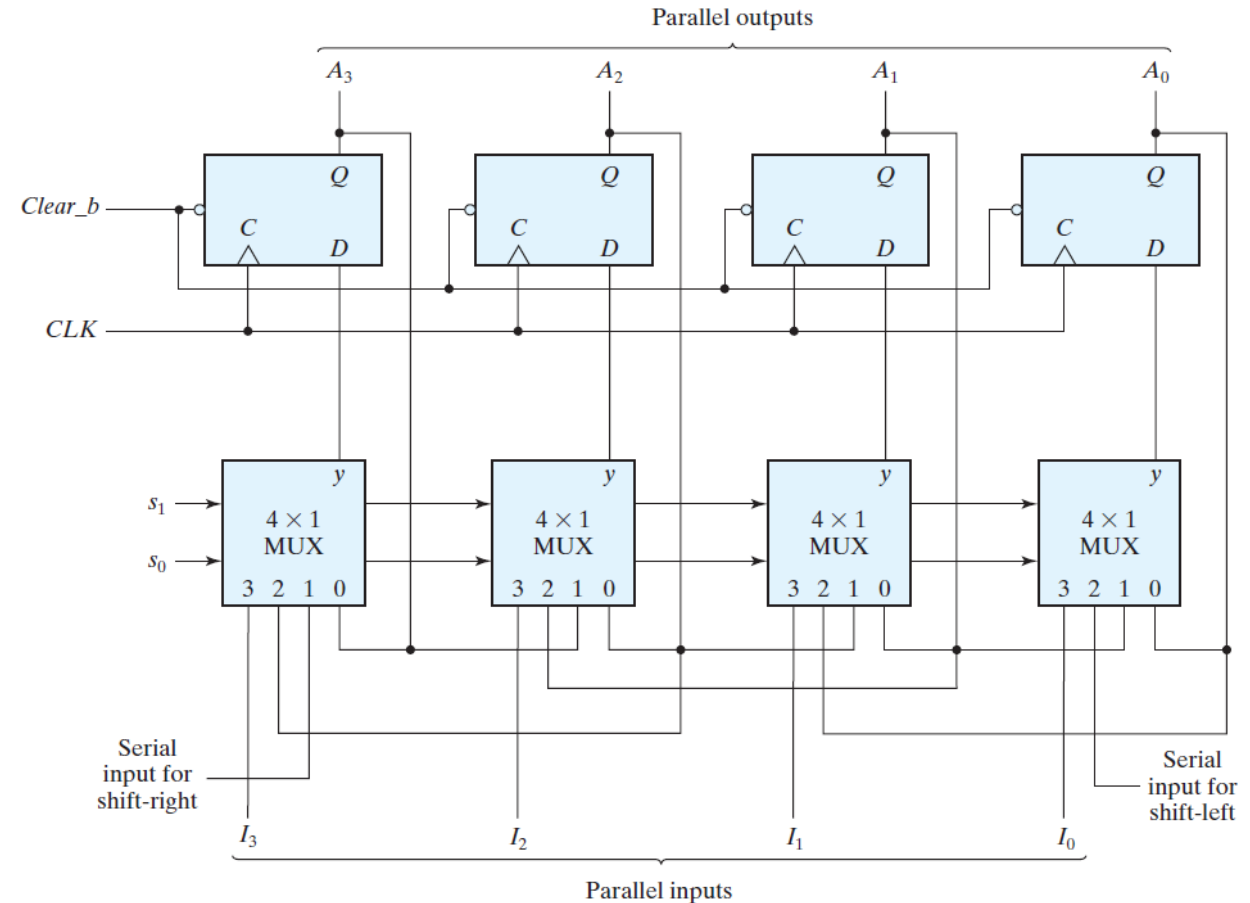 Parallel outputs
A₃ A₂ A₁ A₀
Q Q Q Q
Clear_b
C C C C
D D D D
CLK
y y y y
s₁
4 × 1 4 × 1 4 × 1 4 × 1
MUX MUX MUX MUX
s₀
3 2 1 0 3 2 1 0 3 2 1 0 3 2 1 0
Serial
input for
shift-right
Serial
input for
shift-left
I₃ I₂ I₁ I₀
Parallel inputs